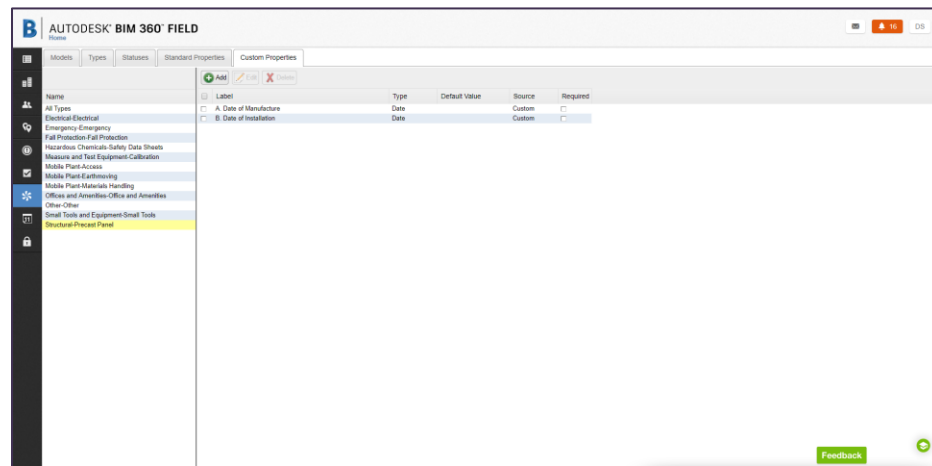 B AUTODESK® BIM 360™ FIELD
Home
16
DS
Models Types Statuses Standard Properties Custom Properties
Add Edit Delete
Name
Label Type Default Value Source Required
All Types
A. Date of Manufacture Date Custom
Electrical-Electrical
B. Date of Installation Date Custom
Emergency-Emergency
Fall Protection-Fall Protection
Hazardous Chemicals-Safety Data Sheets
Measure and Test Equipment-Calibration
Mobile Plant-Access
Mobile Plant-Earthmoving
Mobile Plant-Materials Handling
Offices and Amenities-Office and Amenities
Other-Other
Small Tools and Equipment-Small Tools
Structural-Precast Panel
Feedback